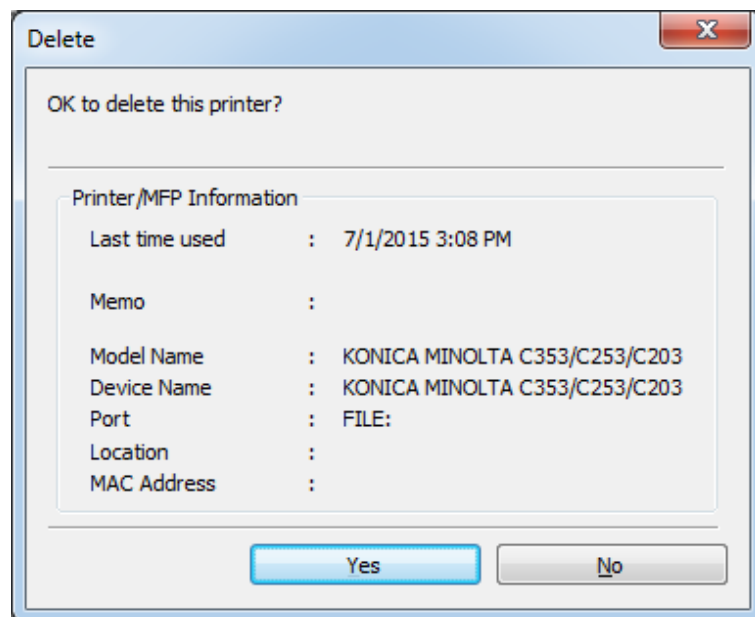 Delete
OK to delete this printer?
Printer/MFP Information
Last time used : 7/1/2015 3:08 PM
Memo :
Model Name : KONICA MINOLTA C353/C253/C203
Device Name : KONICA MINOLTA C353/C253/C203
Port : FILE:
Location :
MAC Address :
Yes No